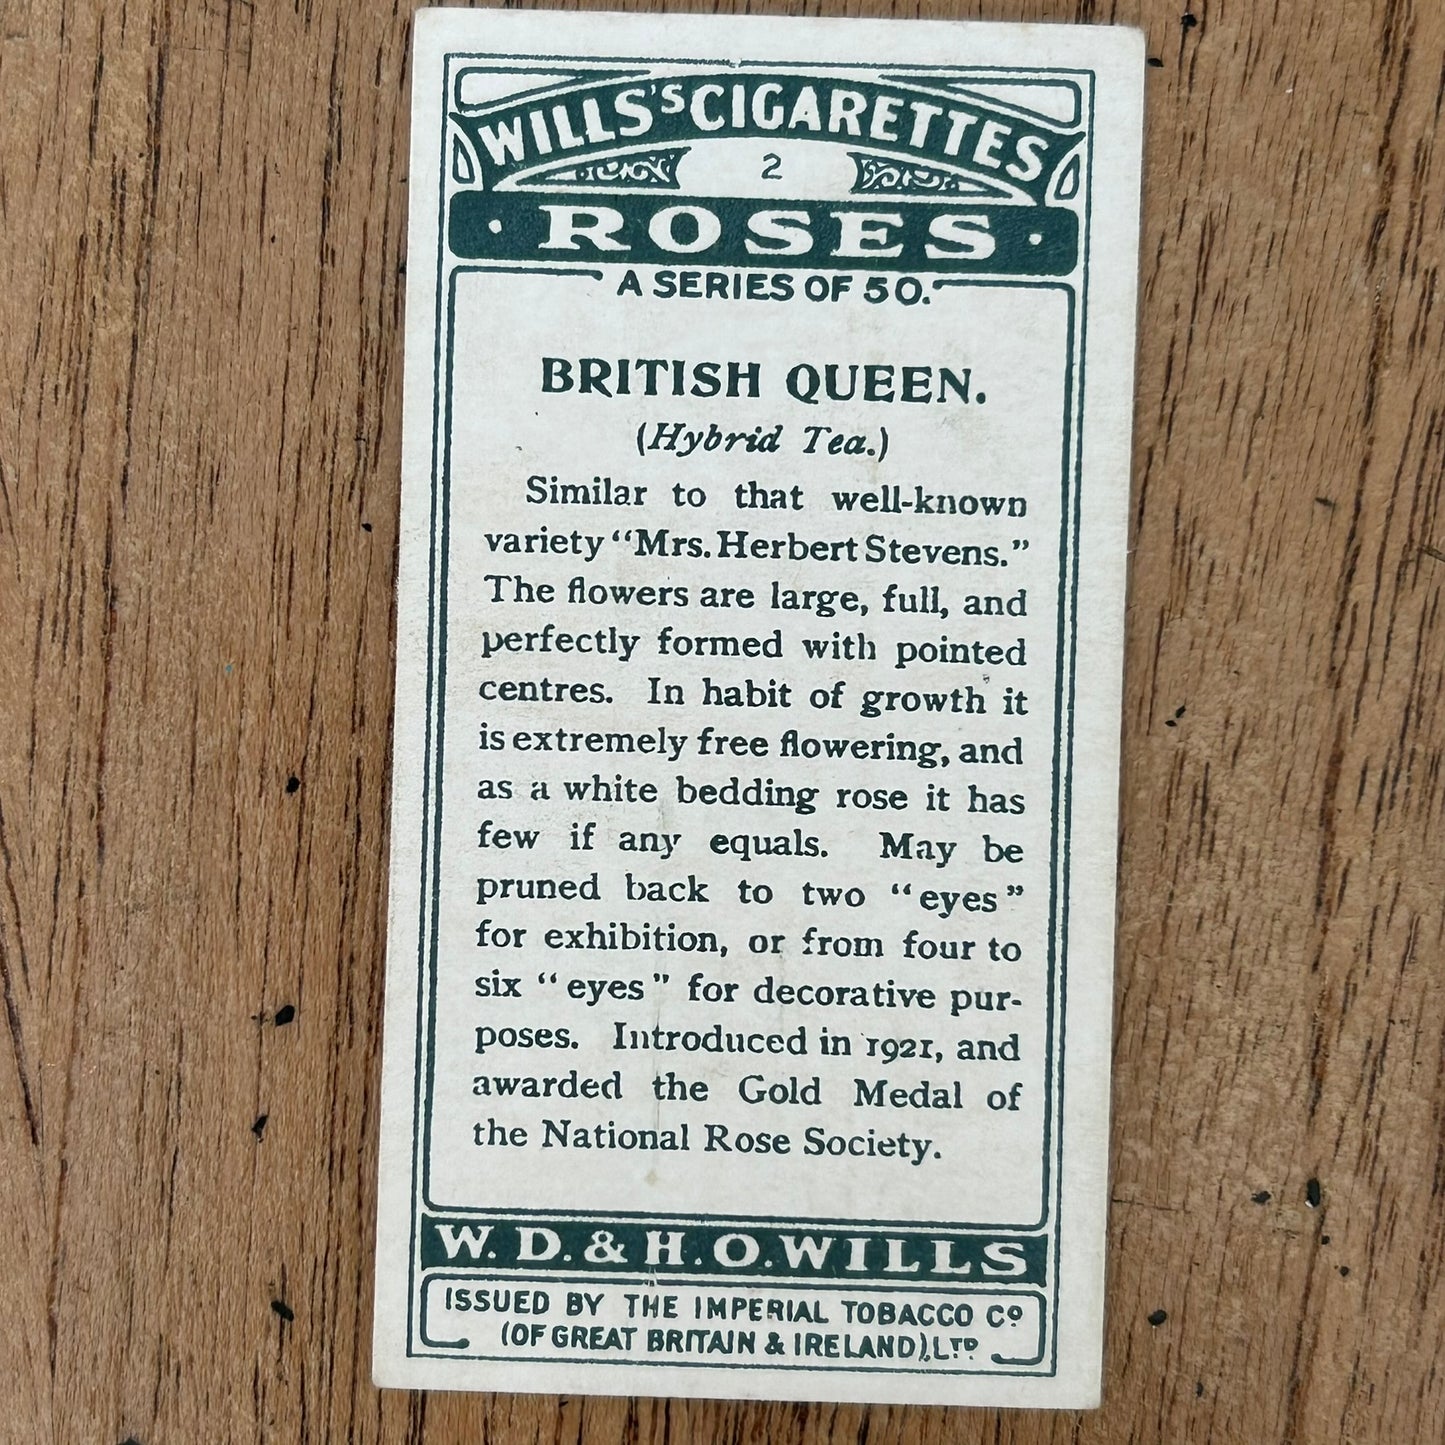 WILLS'S CIGARETTES
2
· ROSES ·
A SERIES OF 50.
BRITISH QUEEN.
(Hybrid Tea.)
Similar to that well-known
variety "Mrs. Herbert Stevens."
The flowers are large, full, and
perfectly formed with pointed
centres. In habit of growth it
is extremely free flowering, and
as a white bedding rose it has
few if any equals. May be
pruned back to two "eyes"
for exhibition, or from four to
six "eyes" for decorative pur-
poses. Introduced in 1921, and
awarded the Gold Medal of
the National Rose Society.
W. D. & H. O. WILLS
ISSUED BY THE IMPERIAL TOBACCO Cº
(OF GREAT BRITAIN & IRELAND), LTD